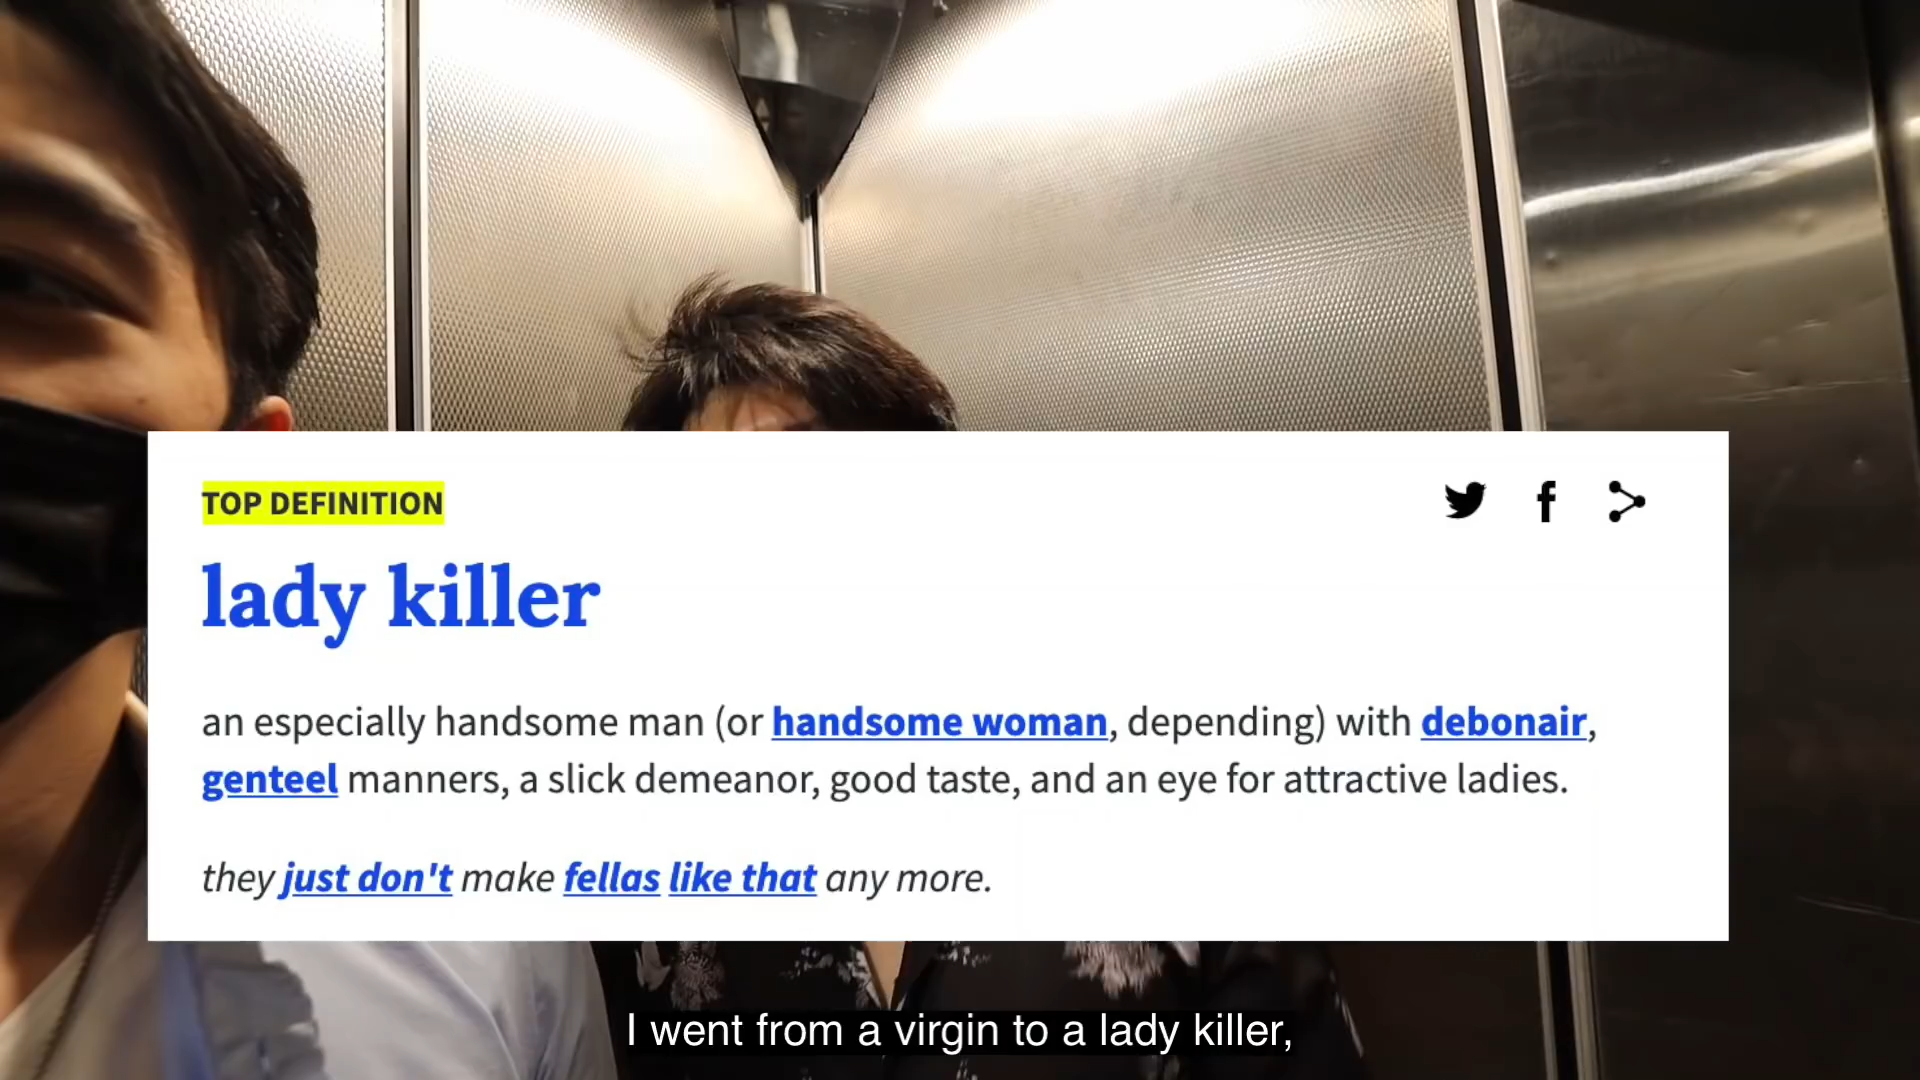 TOP DEFINITION
lady killer
an especially handsome man (or handsome woman, depending) with debonair,
genteel manners, a slick demeanor, good taste, and an eye for attractive ladies.
they just don't make fellas like that any more.
I went from a virgin to a lady killer,